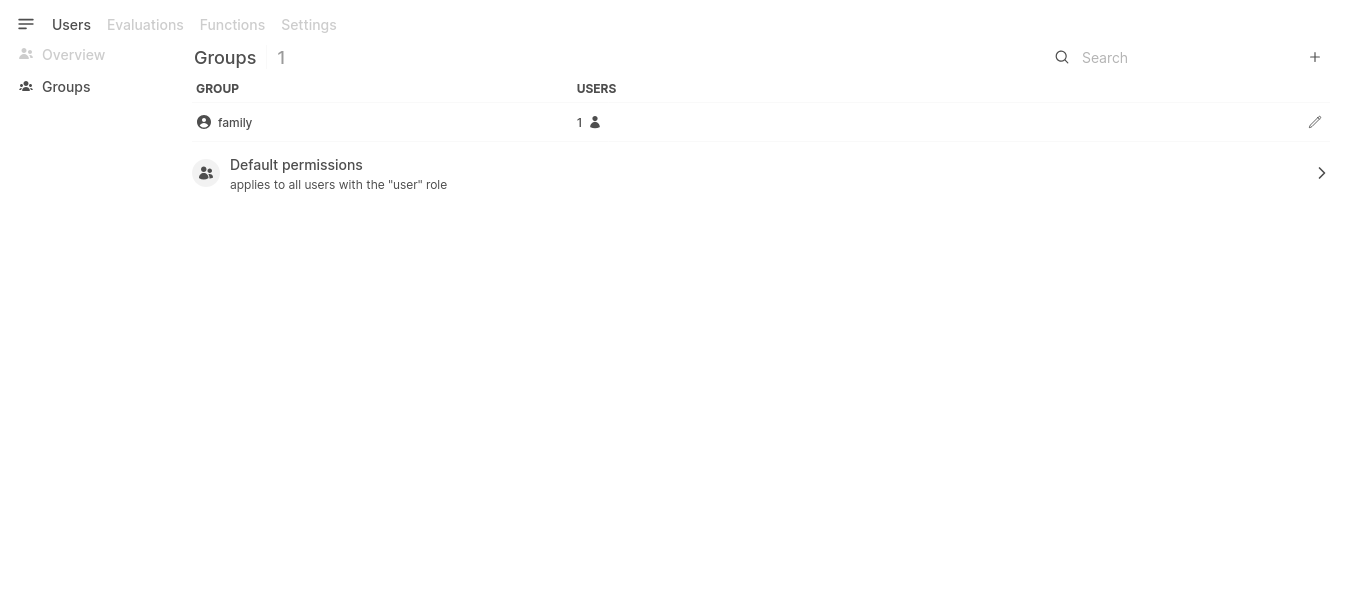 Users Evaluations Functions Settings
Overview
Groups
Groups 1
Search
GROUP USERS
family 1
Default permissions
applies to all users with the "user" role